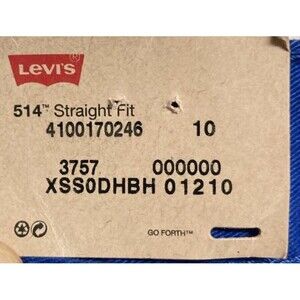 LEVI'S
514™ Straight Fit
4100170246 10
3757 000000
XSS0DHBH 01210
GO FORTH™